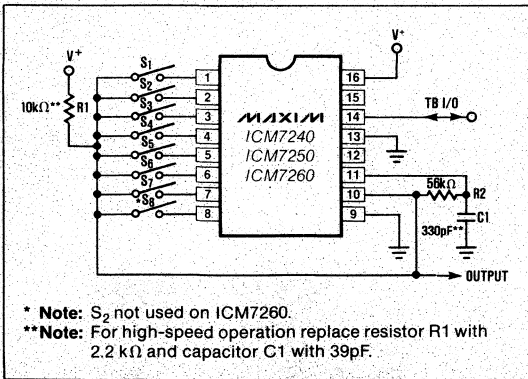 V+
V+
10kΩ** R1
S1
S2
S3
S4
S5
S6
S7
*S8
1
2
3
4
5
6
7
8
MAXIM
ICM7240
ICM7250
ICM7260
16
15
14
13
12
11
10
9
TB I/O
56kΩ
R2
C1
330pF**
OUTPUT
* Note: S2 not used on ICM7260.
**Note: For high-speed operation replace resistor R1 with
2.2 kΩ and capacitor C1 with 39pF.